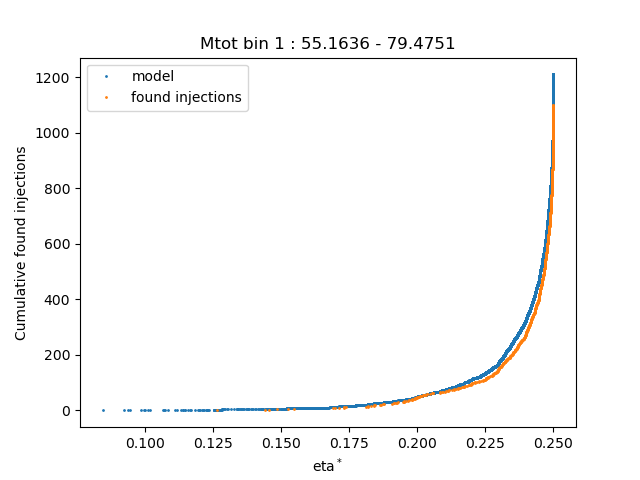 Mtot bin 1 : 55.1636 - 79.4751
model
found injections
1200
1000
800
600
400
200
0
Cumulative found injections
0.100 0.125 0.150 0.175 0.200 0.225 0.250
eta*